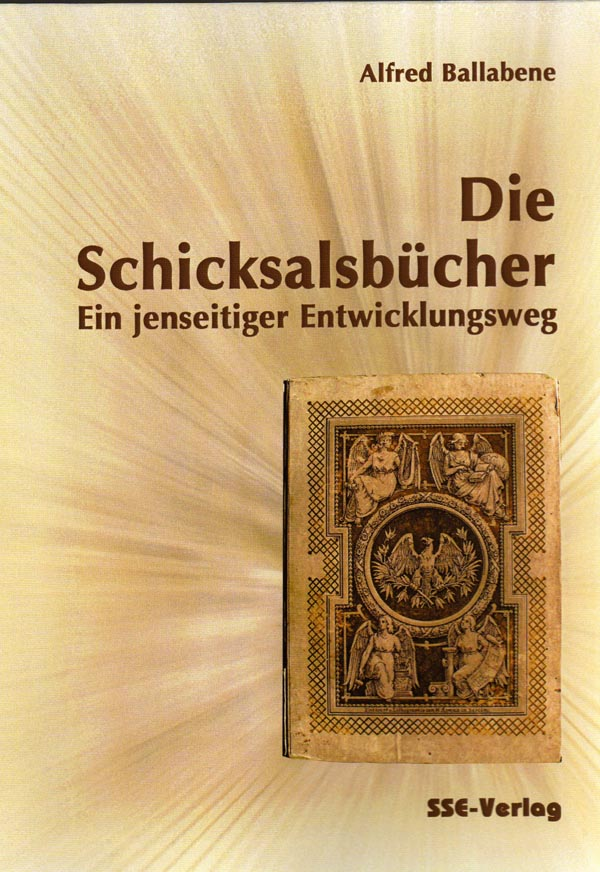 Alfred Ballabene
Die
Schicksalsbücher
Ein jenseitiger Entwicklungsweg
SSE-Verlag